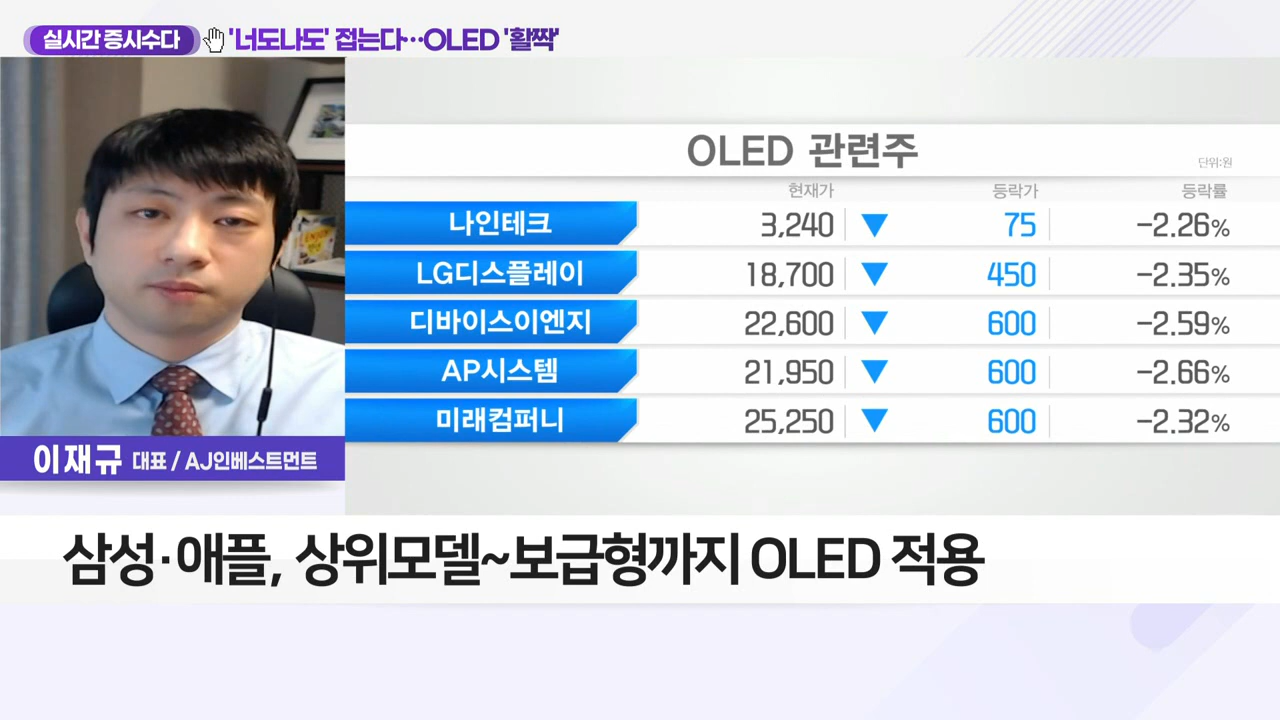 실시간 증시수다 '너도나도' 접는다…OLED '활짝'
OLED 관련주
단위:원
현재가 등락가 등락률
나인테크 3,240 ▼ 75 -2.26%
LG디스플레이 18,700 ▼ 450 -2.35%
디바이스이엔지 22,600 ▼ 600 -2.59%
AP시스템 21,950 ▼ 600 -2.66%
미래컴퍼니 25,250 ▼ 600 -2.32%
이재규 대표 / AJ인베스트먼트
삼성·애플, 상위모델~보급형까지 OLED 적용